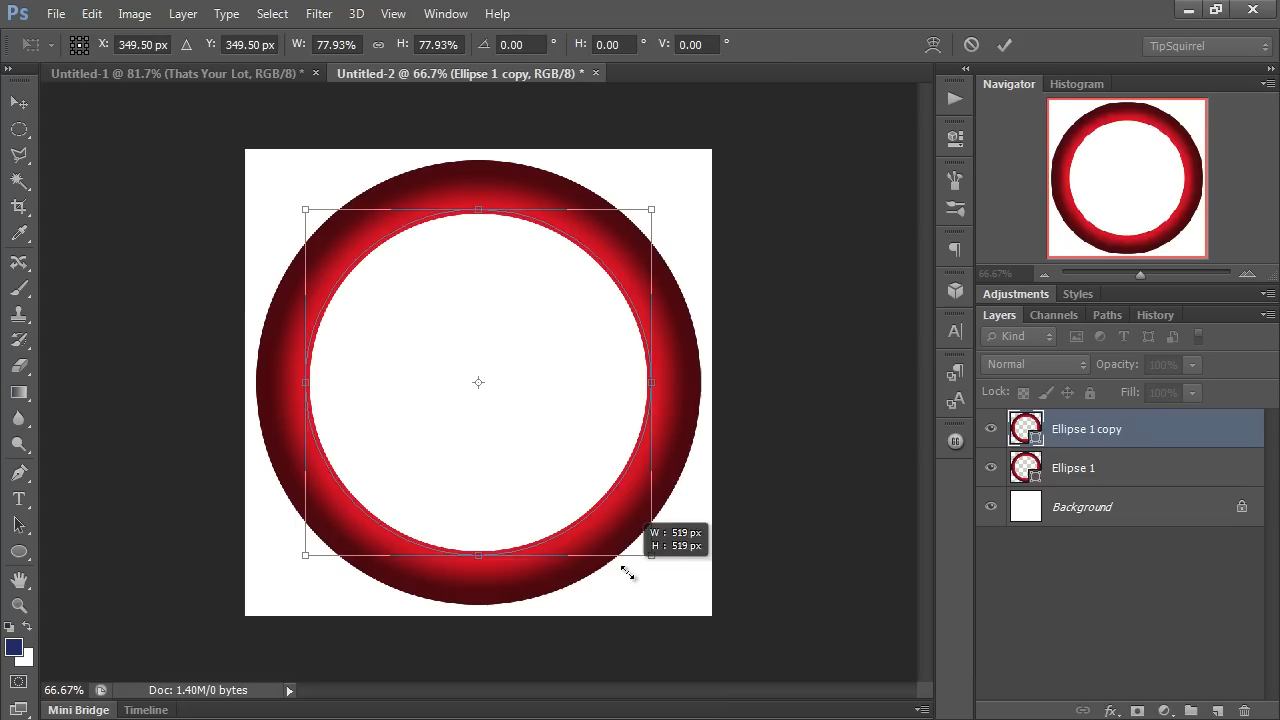 Ps File Edit Image Layer Type Select Filter 3D View Window Help
X: 349.50 px Y: 349.50 px W: 77.93% H: 77.93% 0.00 ° H: 0.00 ° V: 0.00 ° TipSquirrel
Untitled-1 @ 81.7% (Thats Your Lot, RGB/8) * × Untitled-2 @ 66.7% (Ellipse 1 copy, RGB/8) * ×
Navigator Histogram
66.67%
Adjustments Styles
Layers Channels Paths History
Kind
Normal Opacity: 100%
Lock: Fill: 100%
Ellipse 1 copy
Ellipse 1
Background
W : 519 px
H : 519 px
66.67% Doc: 1.40M/0 bytes
Mini Bridge Timeline